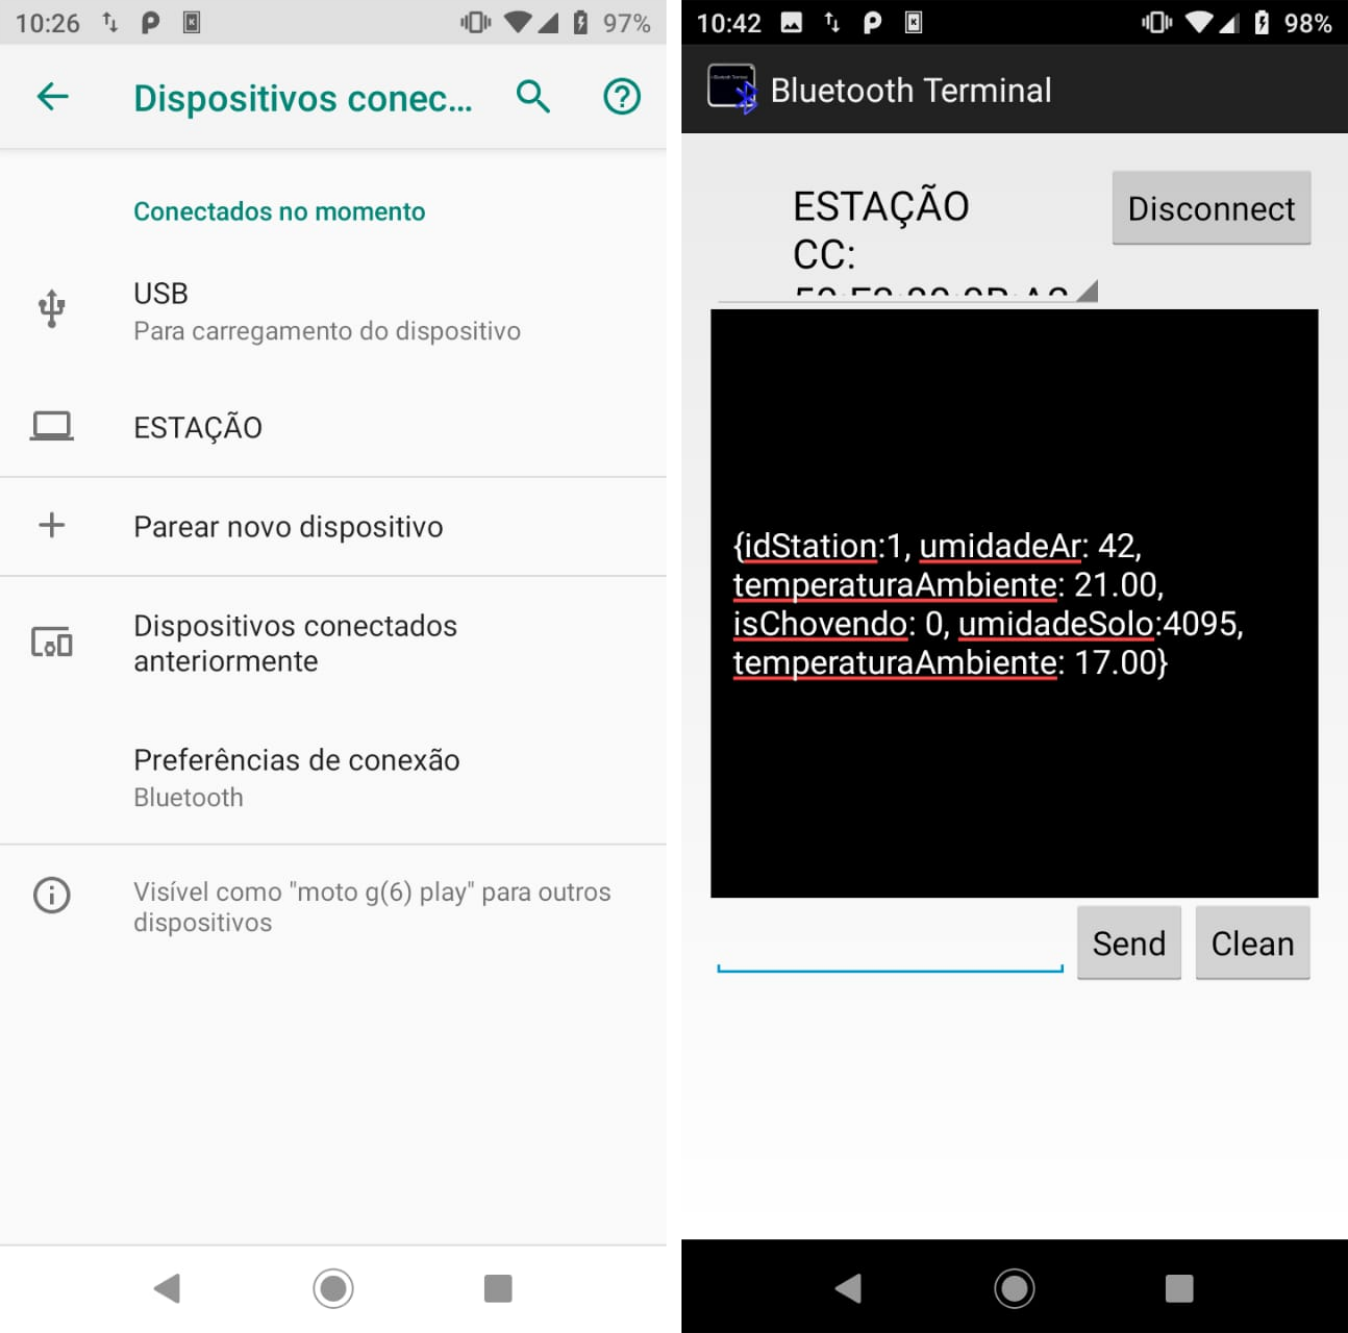 10:26
97%
Dispositivos conec...
Conectados no momento
USB
Para carregamento do dispositivo
ESTAÇÃO
Parear novo dispositivo
Dispositivos conectados
anteriormente
Preferências de conexão
Bluetooth
Visível como "moto g(6) play" para outros
dispositivos
10:42
98%
Bluetooth Terminal
ESTAÇÃO
CC:
Disconnect
{idStation:1, umidadeAr: 42,
temperaturaAmbiente: 21.00,
isChovendo: 0, umidadeSolo:4095,
temperaturaAmbiente: 17.00}
Send
Clean